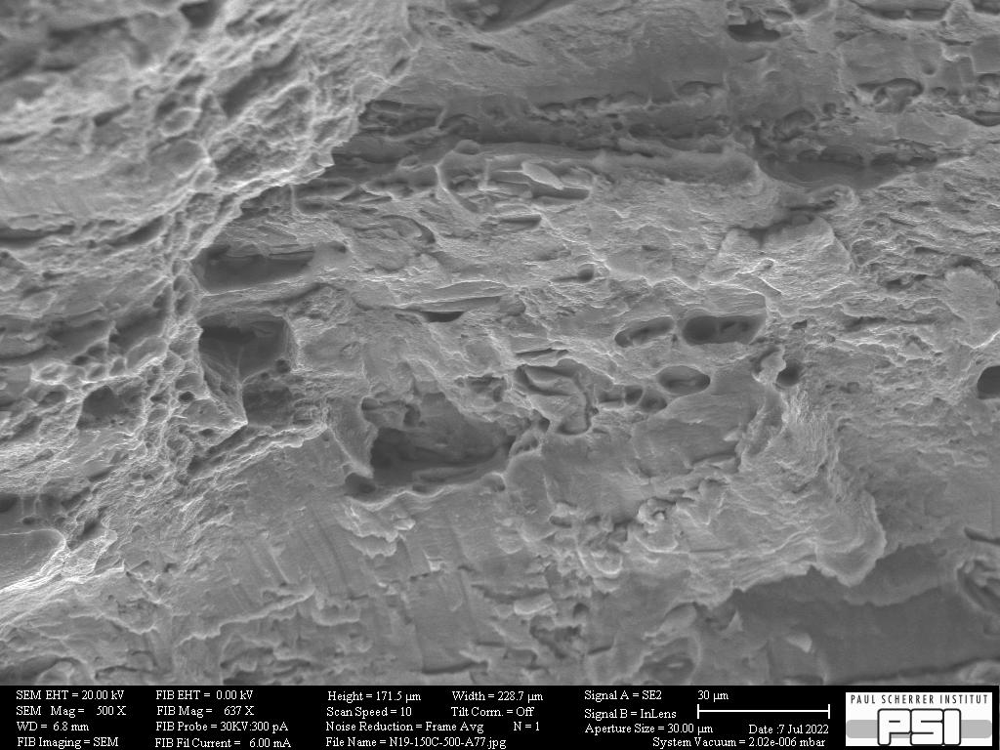 SEM EHT = 20.00 kV
SEM Mag = 500 X
WD = 6.8 mm
FIB Imaging = SEM
FIB EHT = 0.00 kV
FIB Mag = 637 X
FIB Probe = 30KV:300 pA
FIB Fil Current = 6.00 mA
Height = 171.5 µm
Width = 228.7 µm
Scan Speed = 10
Tilt Corrn. = Off
Noise Reduction = Frame Avg
N = 1
File Name = N19-150C-500-A77.jpg
Signal A = SE2
Signal B = InLens
Aperture Size = 30.00 µm
30 µm
Date :7 Jul 2022
System Vacuum = 2.02e-006 mbar
PAUL SCHERRER INSTITUT
PSI